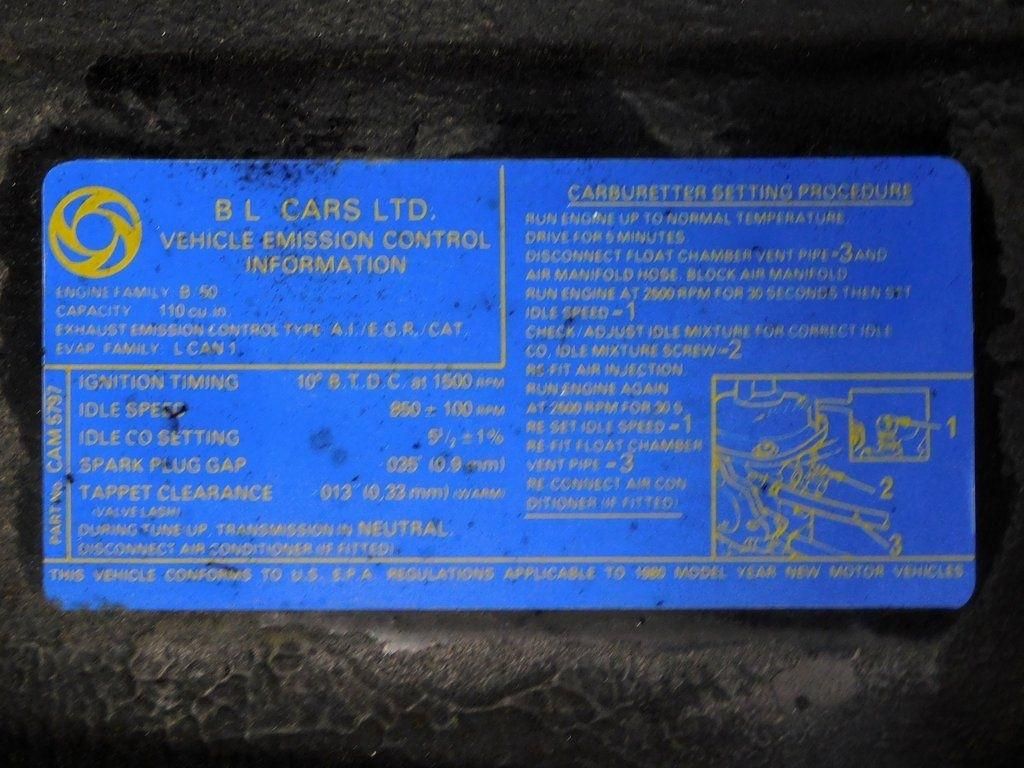 B L CARS LTD.
VEHICLE EMISSION CONTROL
INFORMATION
ENGINE FAMILY: B 50
CAPACITY 110 cu.in.
EXHAUST EMISSION CONTROL TYPE: A.I./E.G.R./CAT.
EVAP FAMILY: L CAN 1
PART No. CAM 5797
IGNITION TIMING 10° B.T.D.C. at 1500 RPM
IDLE SPEED 850 ± 100 RPM
IDLE CO SETTING 5½ ± 1%
SPARK PLUG GAP .035" (0.9 mm)
TAPPET CLEARANCE .013" (0,33 mm) (WARM)
(VALVE LASH)
DURING TUNE-UP, TRANSMISSION IN NEUTRAL,
DISCONNECT AIR CONDITIONER (IF FITTED)
CARBURETTER SETTING PROCEDURE
RUN ENGINE UP TO NORMAL TEMPERATURE
DRIVE FOR 5 MINUTES
DISCONNECT FLOAT CHAMBER VENT PIPE -3 AND
AIR MANIFOLD HOSE. BLOCK AIR MANIFOLD
RUN ENGINE AT 2500 RPM FOR 30 SECONDS THEN SET
IDLE SPEED -1
CHECK/ADJUST IDLE MIXTURE FOR CORRECT IDLE
CO, IDLE MIXTURE SCREW -2
RE-FIT AIR INJECTION
RUN ENGINE AGAIN
AT 2500 RPM FOR 30 S
RE SET IDLE SPEED -1
RE-FIT FLOAT CHAMBER
VENT PIPE -3
RE CONNECT AIR CON
DITIONER (IF FITTED)
1
2
3
THIS VEHICLE CONFORMS TO U.S. E.P.A. REGULATIONS APPLICABLE TO 1980 MODEL YEAR NEW MOTOR VEHICLES